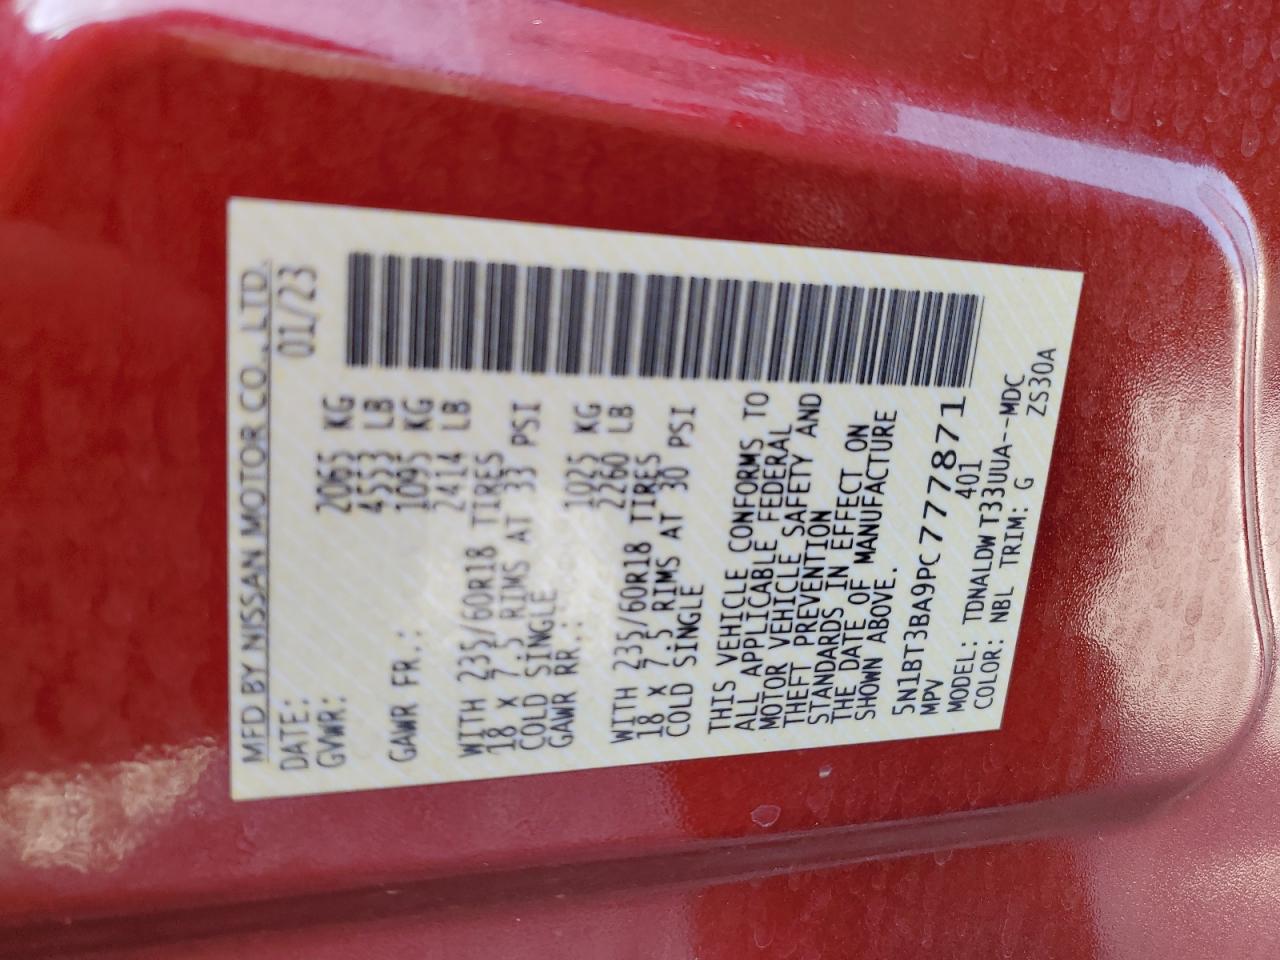 MFD BY NISSAN MOTOR CO.,LTD.
DATE: 01/23
GVWR: 2065 KG
4553 LB
GAWR FR.: 1095 KG
2414 LB
WITH 235/60R18 TIRES
18 X 7.5 RIMS AT 33 PSI
COLD SINGLE
GAWR RR.: 1025 KG
2260 LB
WITH 235/60R18 TIRES
18 X 7.5 RIMS AT 30 PSI
COLD SINGLE
THIS VEHICLE CONFORMS TO
ALL APPLICABLE FEDERAL
MOTOR VEHICLE SAFETY AND
THEFT PREVENTION
STANDARDS IN EFFECT ON
THE DATE OF MANUFACTURE
SHOWN ABOVE.
5N1BT3BA9PC777871
MPV 401
MODEL: TDNALDWT33UUA--MDC
COLOR: NBL TRIM: G ZS30A